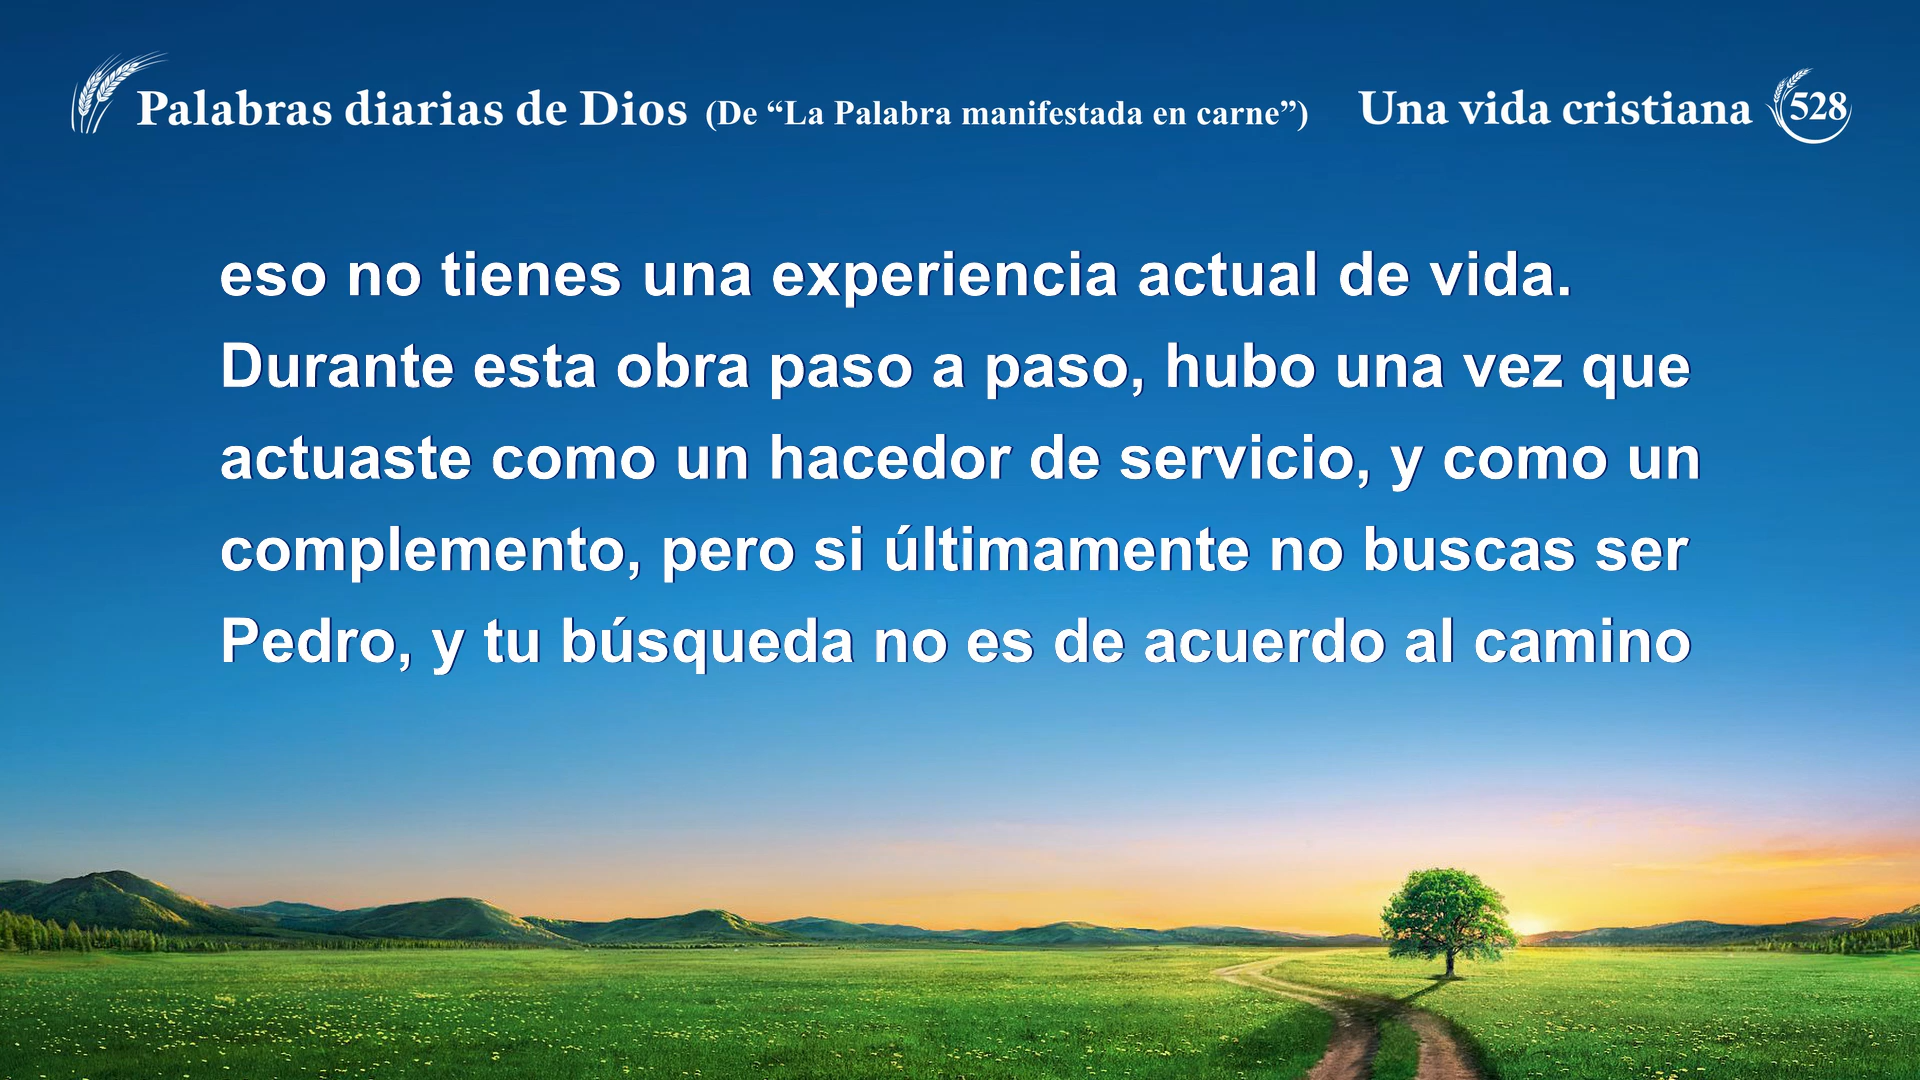 Palabras diarias de Dios (De “La Palabra manifestada en carne”) Una vida cristiana 528
eso no tienes una experiencia actual de vida.
Durante esta obra paso a paso, hubo una vez que
actuaste como un hacedor de servicio, y como un
complemento, pero si últimamente no buscas ser
Pedro, y tu búsqueda no es de acuerdo al camino